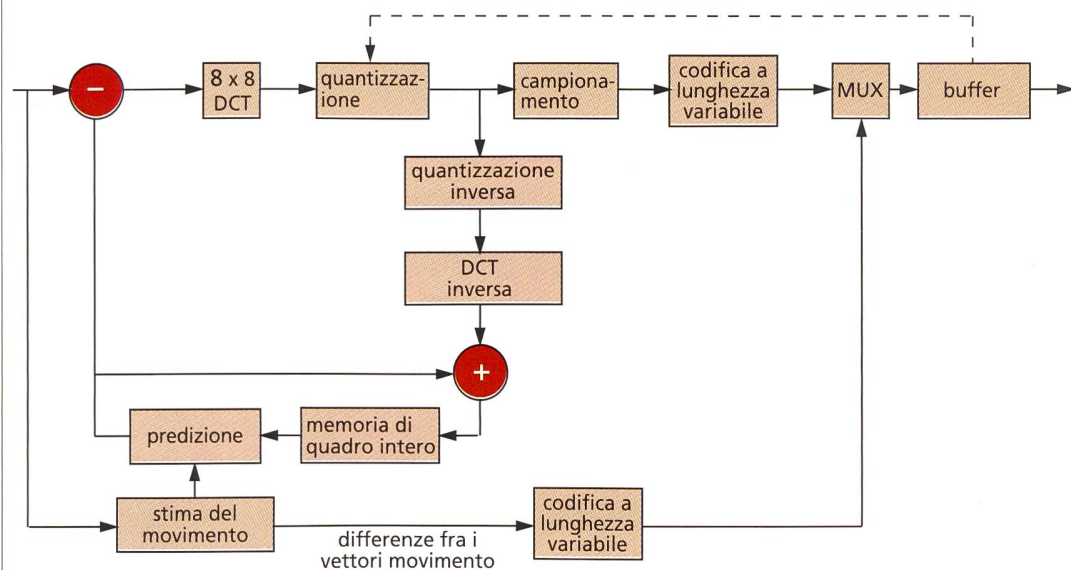 −
8 x 8
DCT
quantizzaz-
ione
campiona-
mento
codifica a
lunghezza
variabile
MUX
buffer
quantizzazione
inversa
DCT
inversa
+
predizione
memoria di
quadro intero
stima del
movimento
differenze fra i
vettori movimento
codifica a
lunghezza
variabile